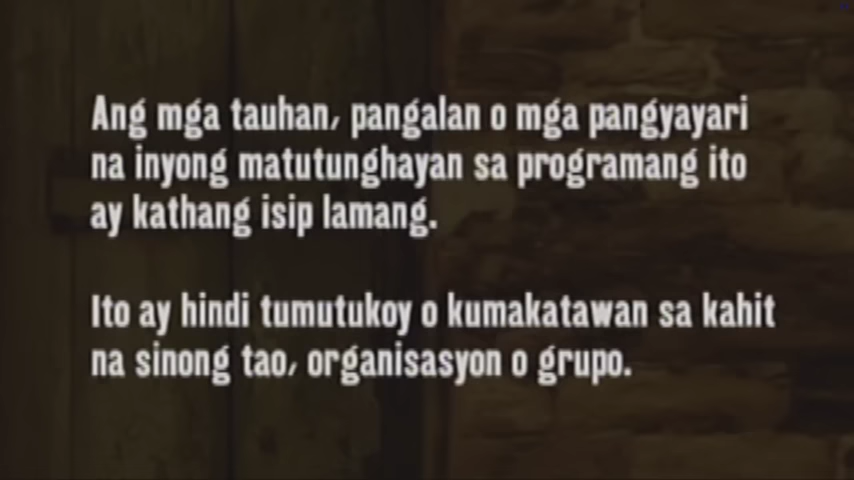 Ang mga tauhan, pangalan o mga pangyayari
na inyong matutunghayan sa programang ito
ay kathang isip lamang.
Ito ay hindi tumutukoy o kumakatawan sa kahit
na sinong tao, organisasyon o grupo.